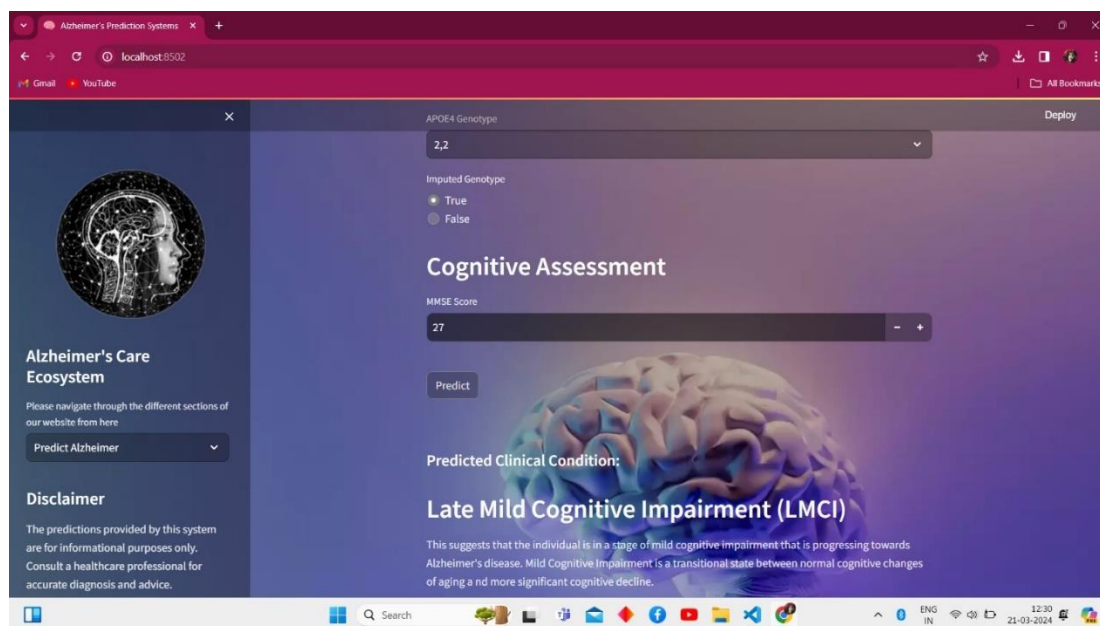 Alzheimer's Prediction Systems
localhost:8502
Gmail
YouTube
All Bookmarks
Deploy
APOE4 Genotype
2,2
Imputed Genotype
True
False
Cognitive Assessment
MMSE Score
27
Predict
Predicted Clinical Condition:
Late Mild Cognitive Impairment (LMCI)
This suggests that the individual is in a stage of mild cognitive impairment that is progressing towards
Alzheimer's disease. Mild Cognitive Impairment is a transitional state between normal cognitive changes
of aging a nd more significant cognitive decline.
Alzheimer's Care
Ecosystem
Please navigate through the different sections of
our website from here
Predict Alzheimer
Disclaimer
The predictions provided by this system
are for informational purposes only.
Consult a healthcare professional for
accurate diagnosis and advice.
Search
ENG
IN
12:30
21-03-2024